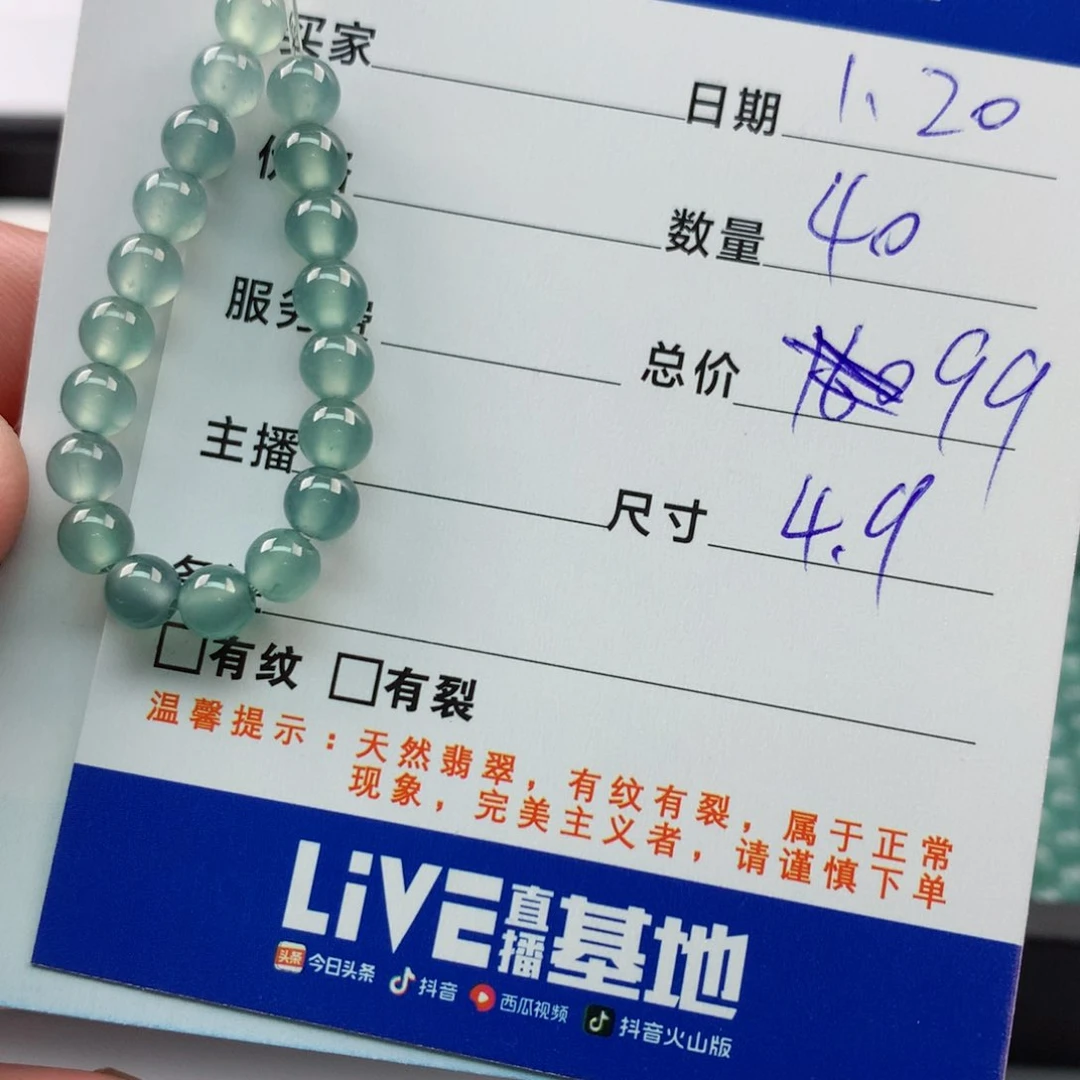 买家
日期 1.20
数量 40
服务费
总价 99
主播
尺寸 4.9
□有纹 □有裂
温馨提示：天然翡翠，有纹有裂，属于正常
现象，完美主义者，请谨慎下单
LiVE直播基地
头条 今日头条 抖音 西瓜视频 抖音火山版